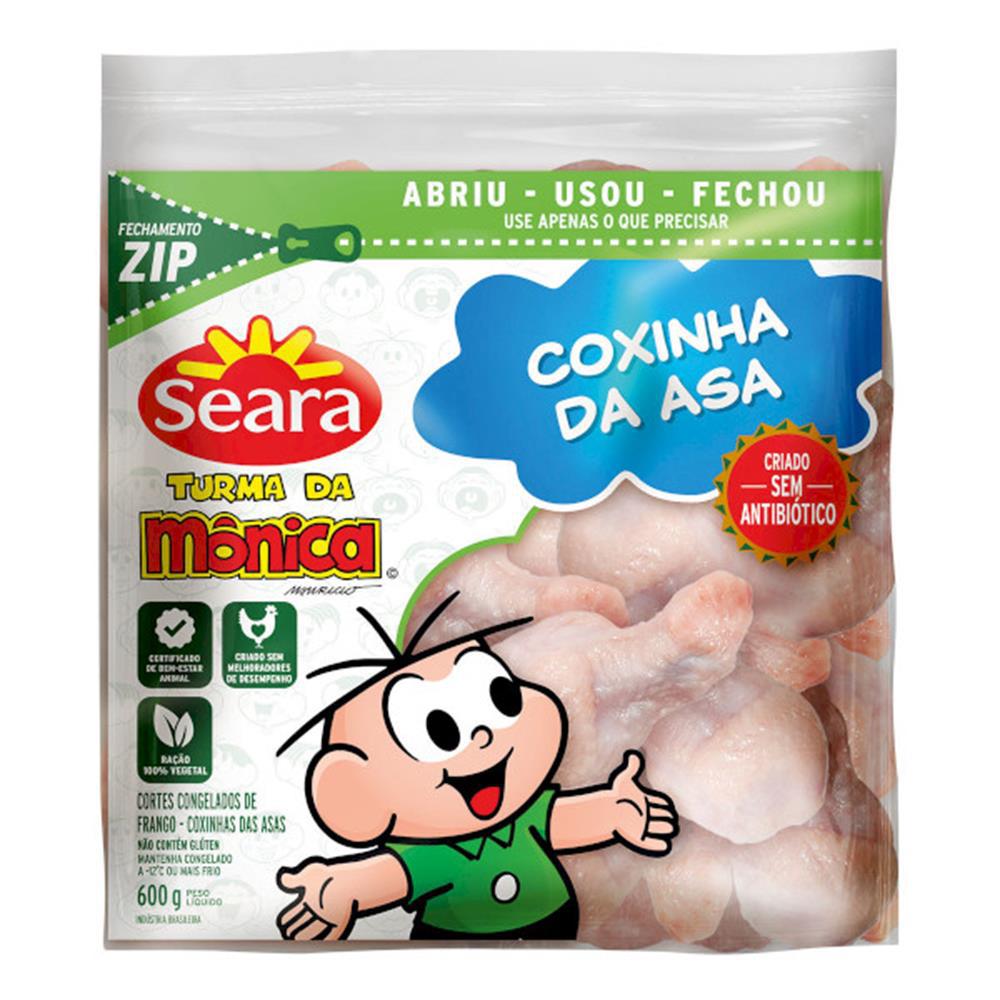 ABRIU - USOU - FECHOU
USE APENAS O QUE PRECISAR
FECHAMENTO
ZIP
COXINHA
DA ASA
Seara
TURMA DA
Mônica
©
MAURICIO
CRIADO
SEM
ANTIBIÓTICO
CERTIFICADO
DE BEM-ESTAR
ANIMAL
CRIADO SEM
MELHORADORES
DE DESEMPENHO
RAÇÃO
100% VEGETAL
CORTES CONGELADOS DE
FRANGO - COXINHAS DAS ASAS
NÃO CONTÉM GLÚTEN
MANTENHA CONGELADO
A -12°C OU MAIS FRIO
600 g PESO
LÍQUIDO
INDÚSTRIA BRASILEIRA